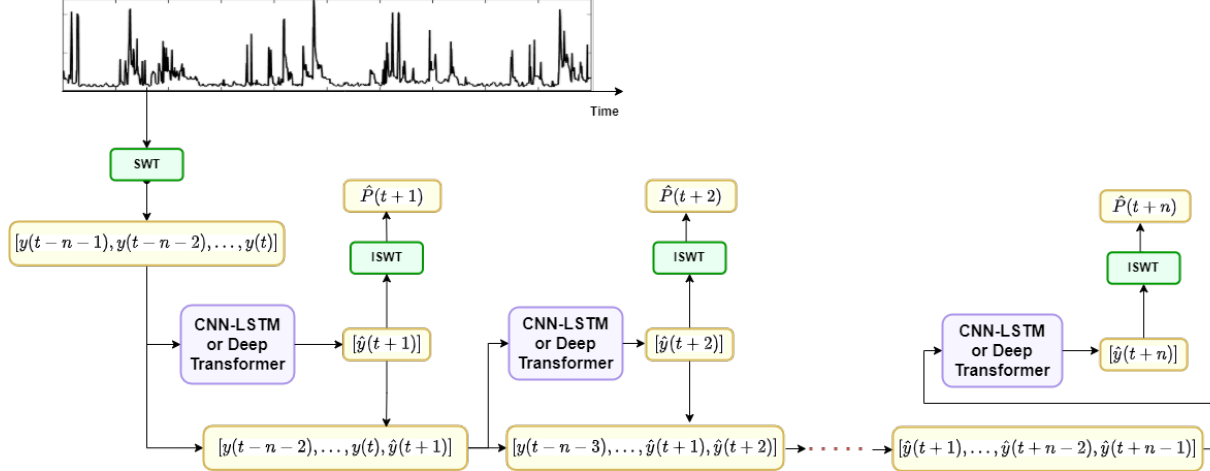 Time
SWT
P̂(t + 1)
P̂(t + 2)
P̂(t + n)
[y(t−n−1), y(t−n−2), . . . , y(t)]
ISWT
ISWT
ISWT
CNN-LSTM
or Deep
Transformer
[ŷ(t + 1)]
CNN-LSTM
or Deep
Transformer
[ŷ(t + 2)]
CNN-LSTM
or Deep
Transformer
[ŷ(t + n)]
[y(t−n−2), . . . , y(t), ŷ(t+1)]
[y(t−n−3), . . . , ŷ(t+1), ŷ(t+2)]
[ŷ(t+1), . . . , ŷ(t+n−2), ŷ(t+n−1)]